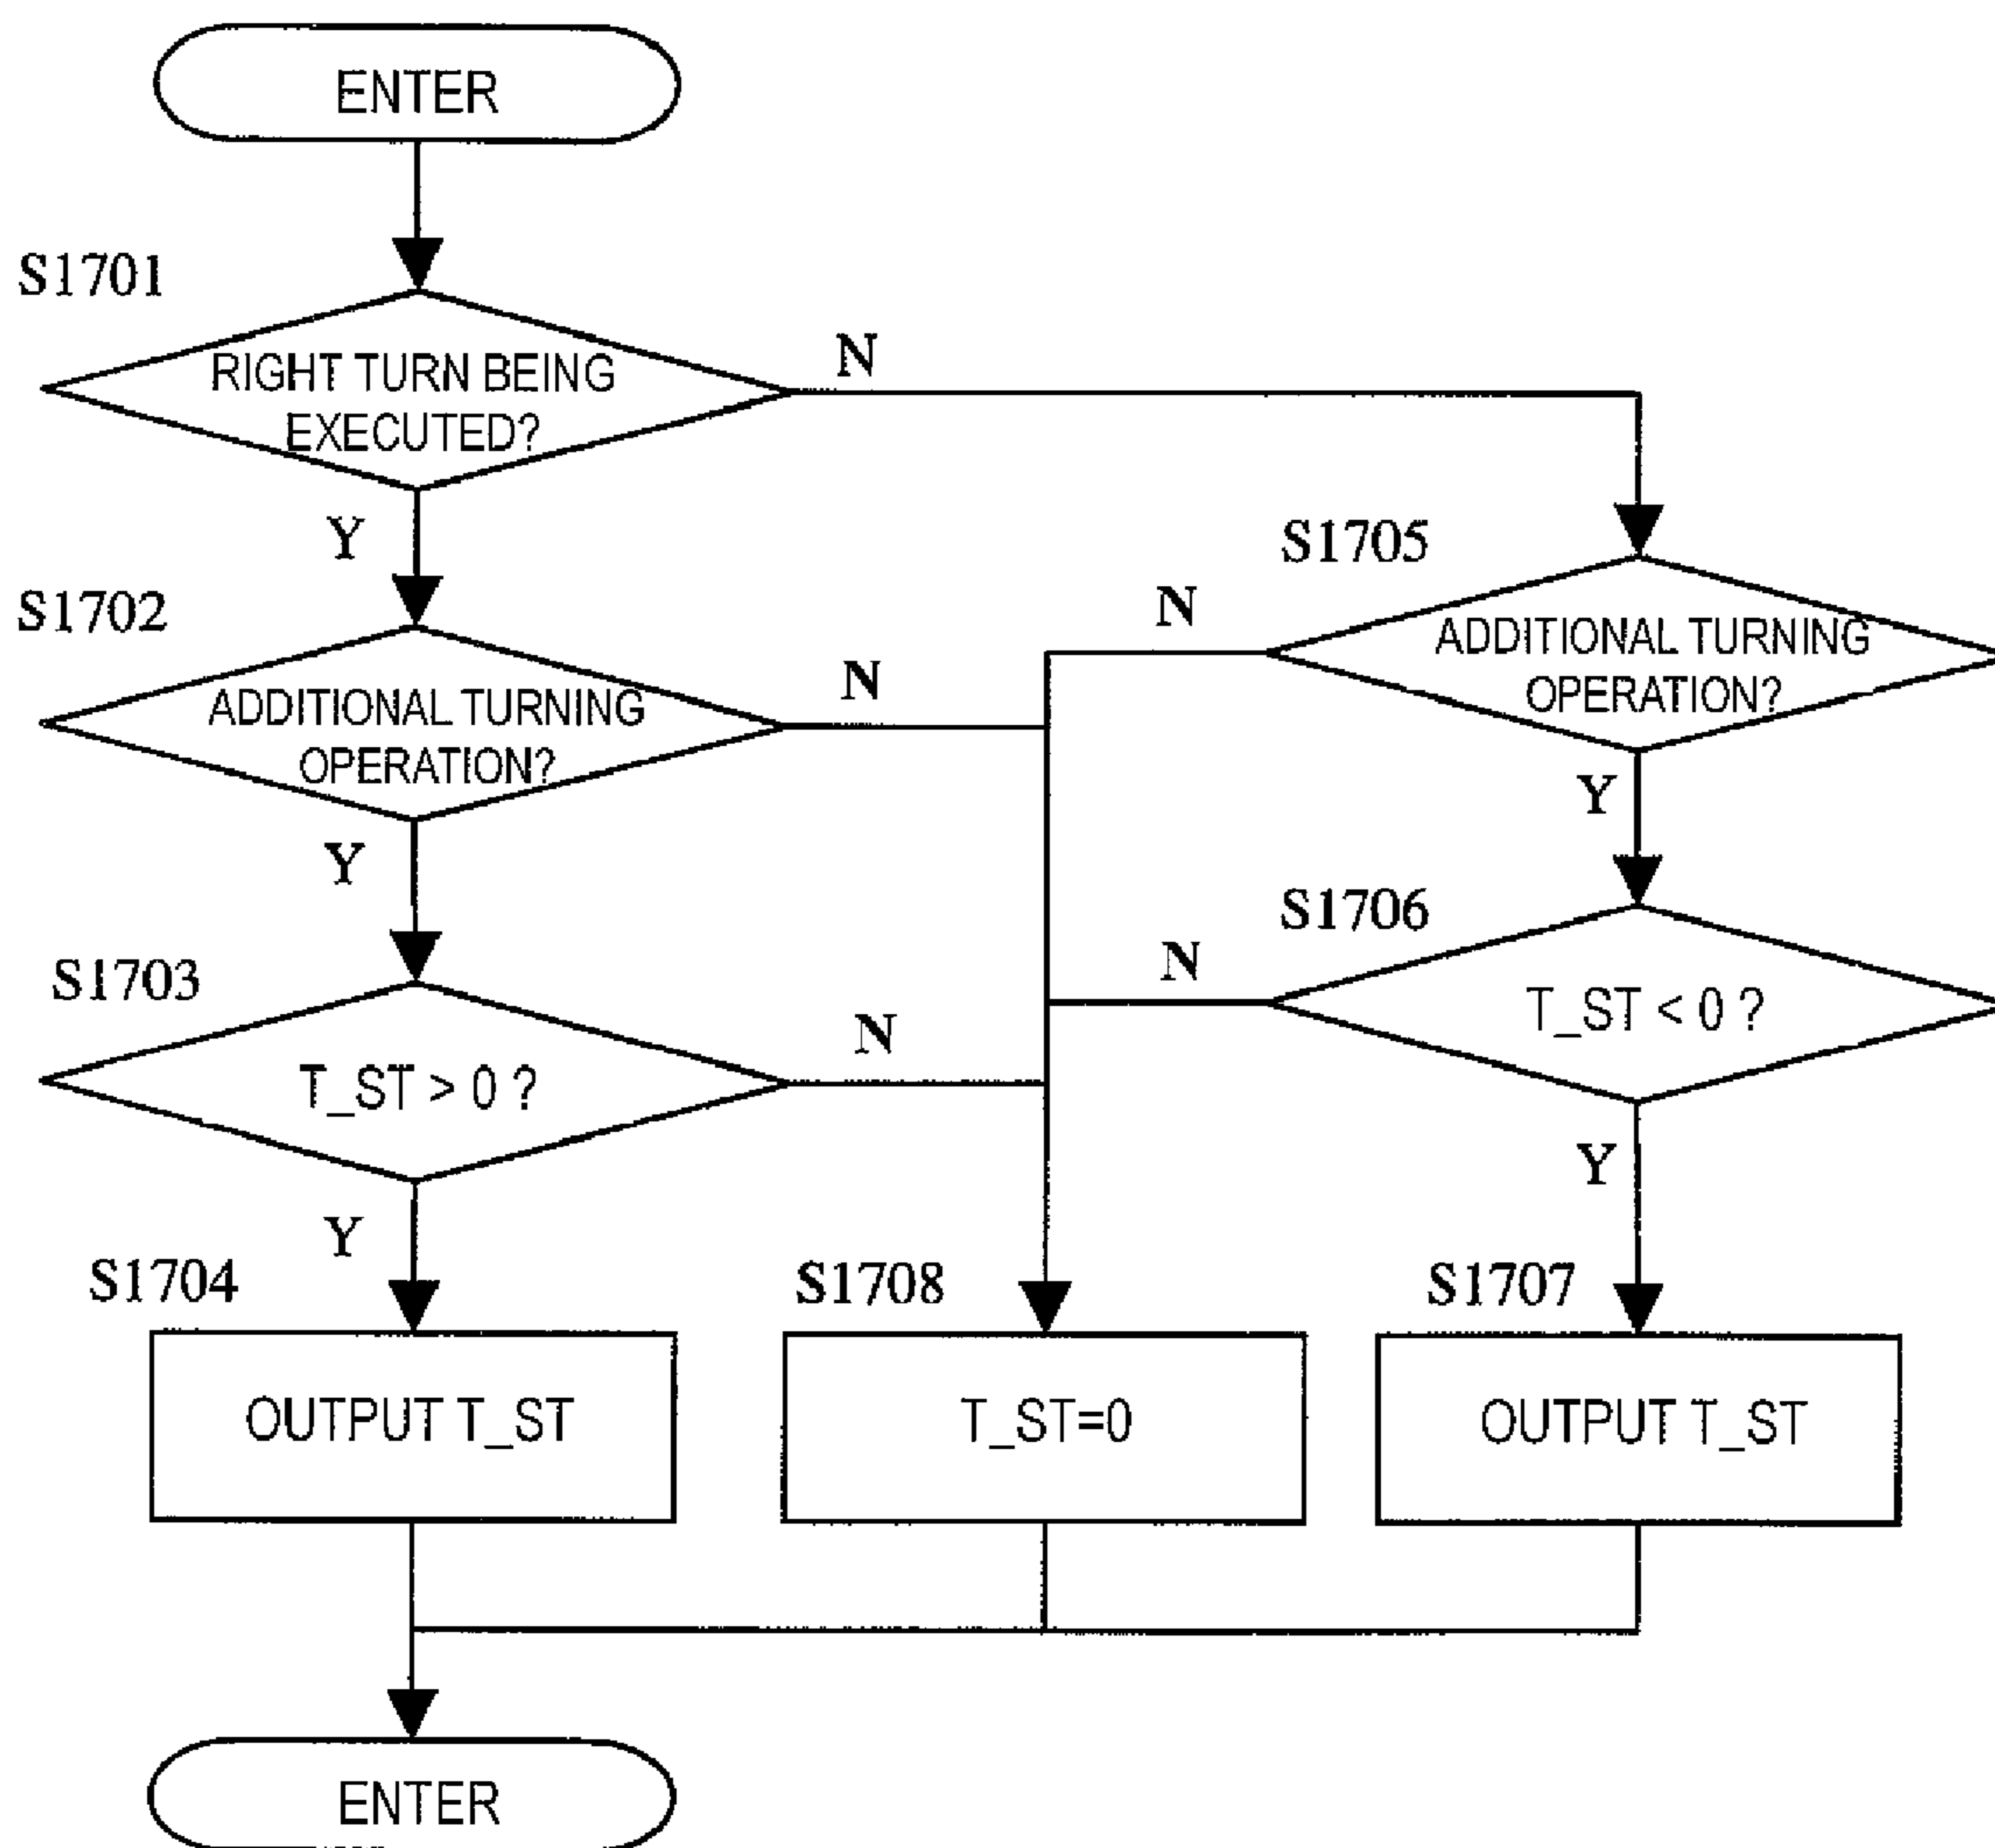 ENTER
S1701
RIGHT TURN BEING
EXECUTED?
N
Y
S1702
ADDITIONAL TURNING
OPERATION?
N
Y
S1705
ADDITIONAL TURNING
OPERATION?
N
Y
S1703
T_ST > 0 ?
N
Y
S1706
T_ST < 0 ?
N
Y
S1704
OUTPUT T_ST
S1708
T_ST=0
S1707
OUTPUT T_ST
ENTER